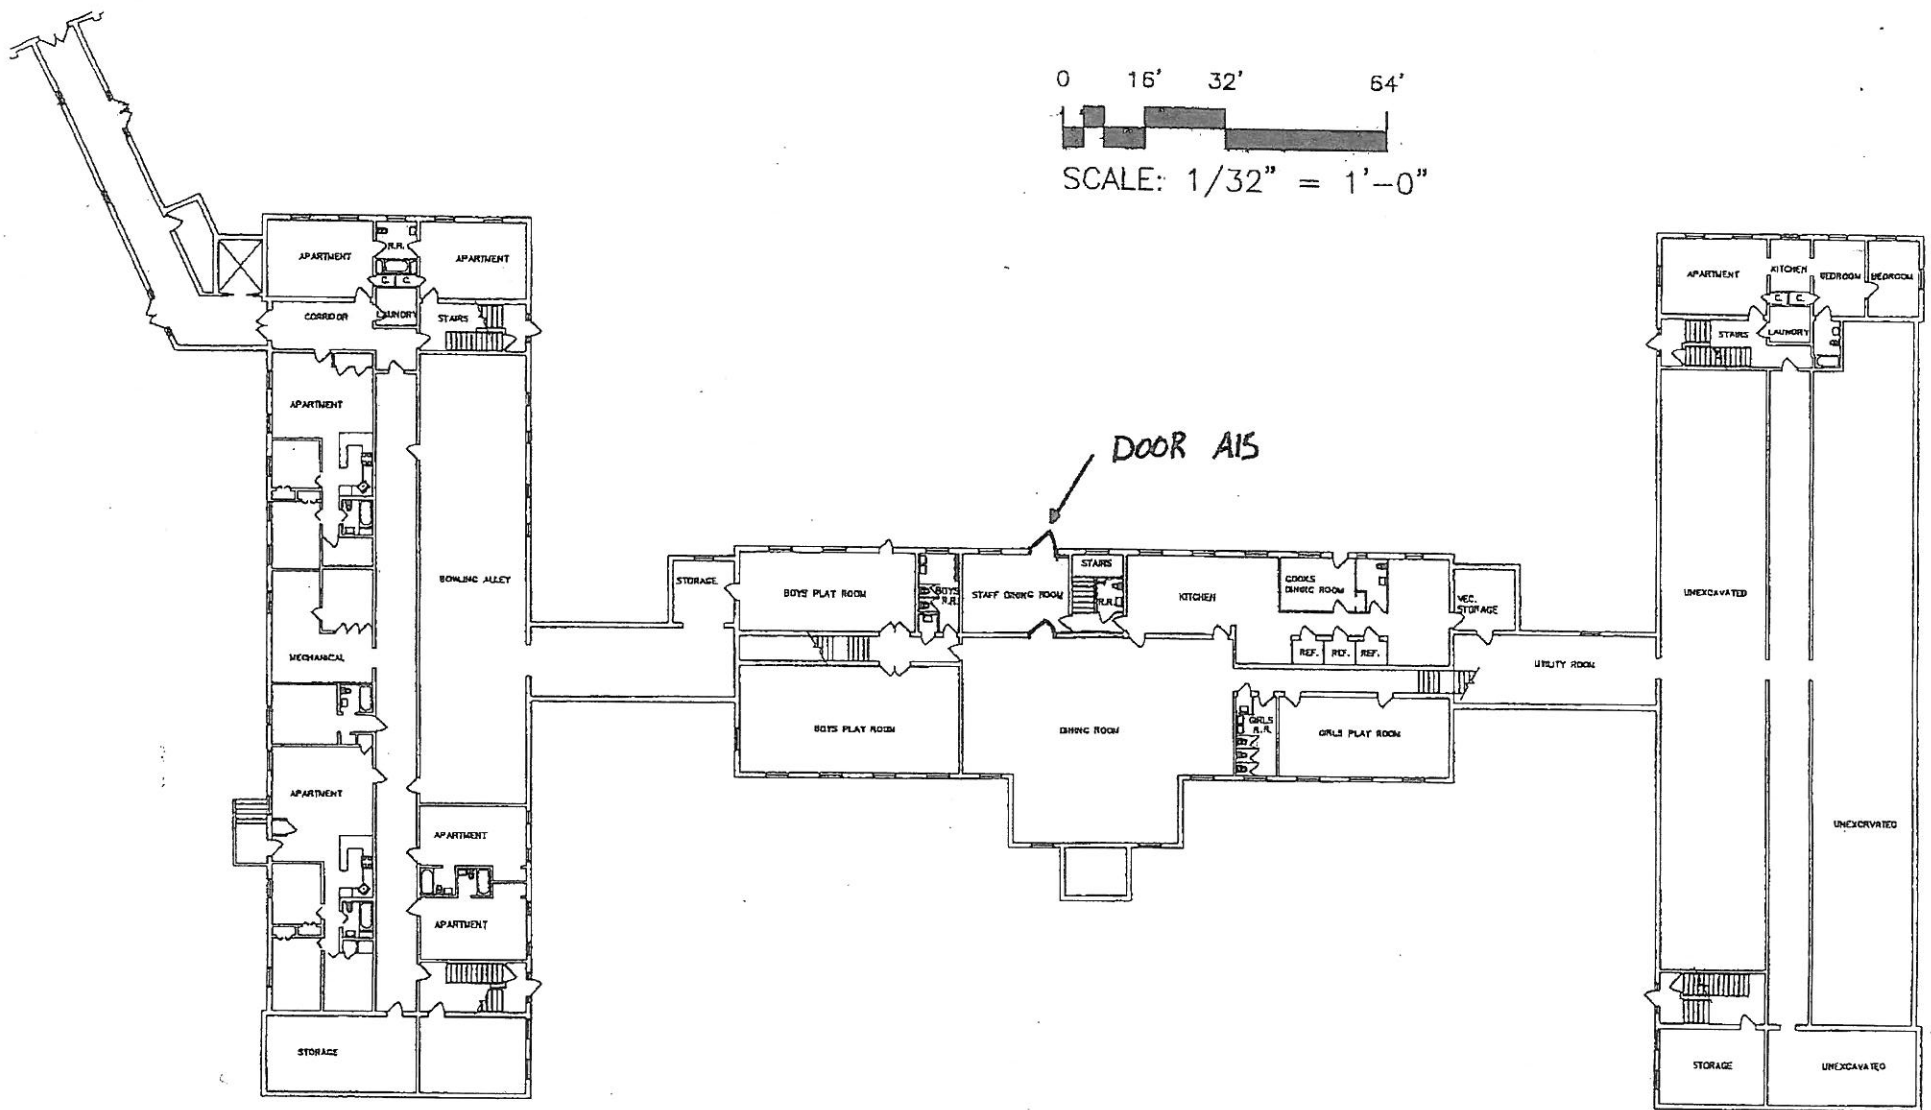 0 16' 32' 64'
SCALE: 1/32" = 1'-0"
APARTMENT
R.R.
APARTMENT
C. C.
CORRIDOR
LAUNDRY
STAIRS
APARTMENT
KITCHEN
BEDROOM
BEDROOM
C. C.
STAIRS
LAUNDRY
APARTMENT
DOOR A15
BOWLING ALLEY
STORAGE
BOYS PLAY ROOM
BOYS
R.R.
STAFF DINING ROOM
STAIRS
R.R.
KITCHEN
COOKS
DINING ROOM
VEG.
STORAGE
UNEXCAVATED
MECHANICAL
REF. REF. REF.
UTILITY ROOM
BOYS PLAY ROOM
DINING ROOM
GIRLS
R.R.
GIRLS PLAY ROOM
APARTMENT
APARTMENT
UNEXCAVATED
APARTMENT
STORAGE
STORAGE
UNEXCAVATED